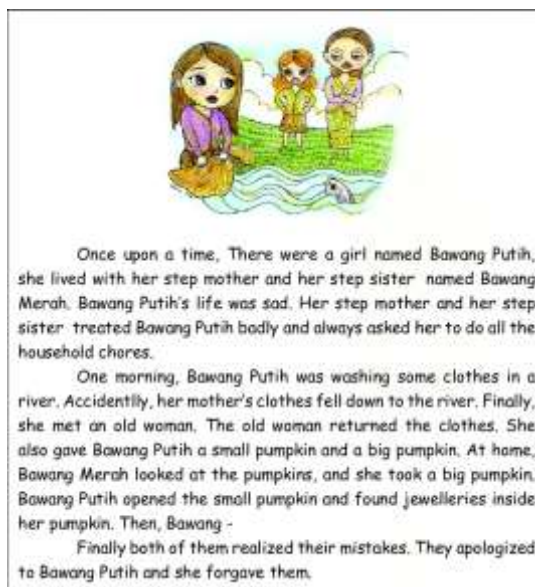 Once upon a time, There were a girl named Bawang Putih,
she lived with her step mother and her step sister named Bawang
Merah. Bawang Putih's life was sad. Her step mother and her step
sister treated Bawang Putih badly and always asked her to do all the
household chores.
One morning, Bawang Putih was washing some clothes in a
river. Accidentlly, her mother's clothes fell down to the river. Finally,
she met an old woman. The old woman returned the clothes. She
also gave Bawang Putih a small pumpkin and a big pumpkin. At home,
Bawang Merah looked at the pumpkins, and she took a big pumpkin.
Bawang Putih opened the small pumpkin and found jewelleries inside
her pumpkin. Then, Bawang -
Finally both of them realized their mistakes. They apologized
to Bawang Putih and she forgave them.